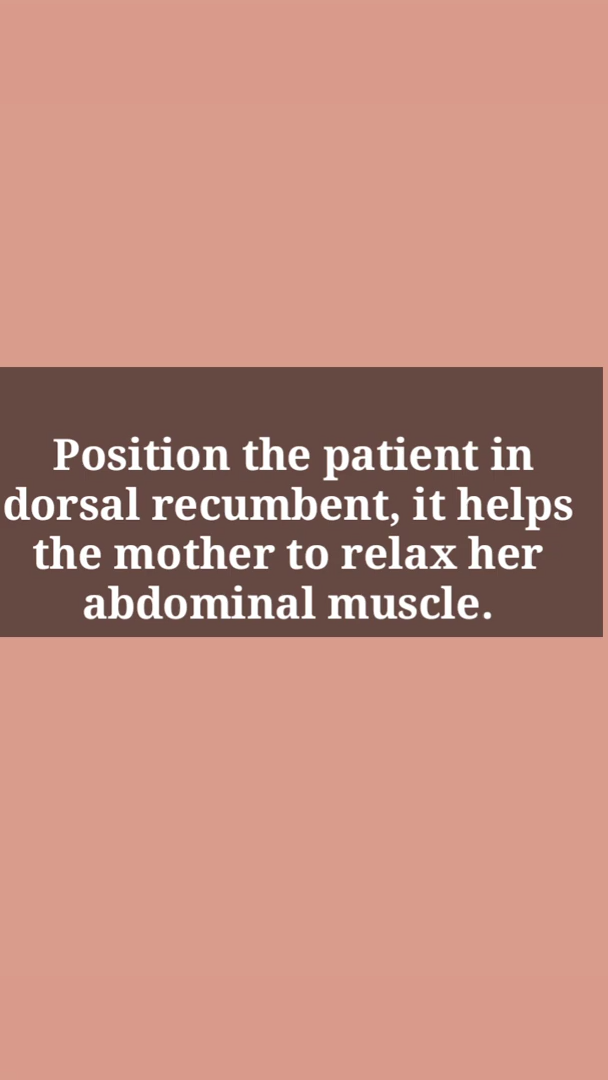 Position the patient in
dorsal recumbent, it helps
the mother to relax her
abdominal muscle.